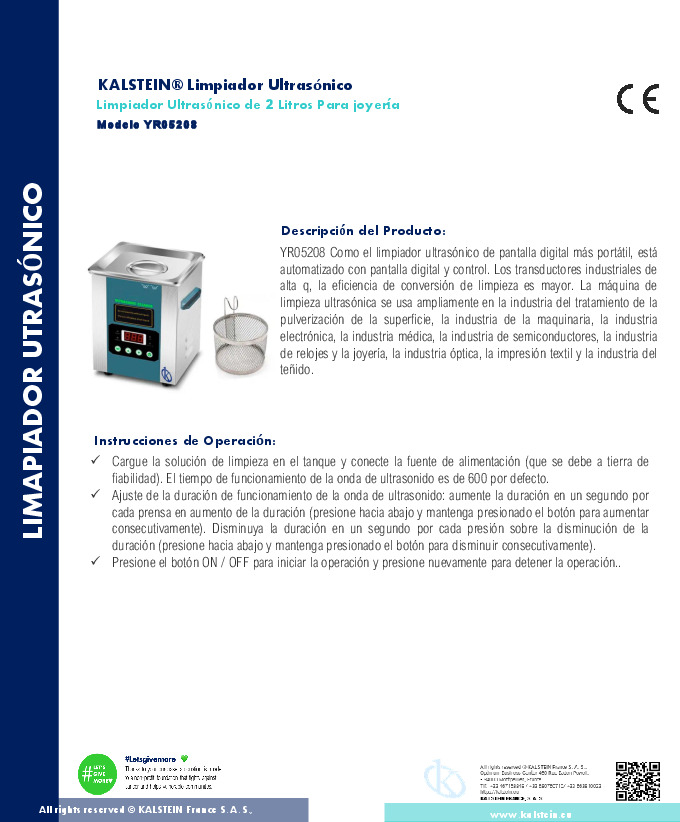 KALSTEIN® Limpiador Ultrasónico
Limpiador Ultrasónico de 2 Litros Para joyería
Modelo YR05208
CE
LIMAPIADOR UTRASÓNICO
Descripción del Producto:
YR05208 Como el limpiador ultrasónico de pantalla digital más portátil, está
automatizado con pantalla digital y control. Los transductores industriales de
alta q, la eficiencia de conversión de limpieza es mayor. La máquina de
limpieza ultrasónica se usa ampliamente en la industria del tratamiento de la
pulverización de la superficie, la industria de la maquinaria, la industria
electrónica, la industria médica, la industria de semiconductores, la industria
de relojes y la joyería, la industria óptica, la impresión textil y la industria del
teñido.
Instrucciones de Operación:
✓ Cargue la solución de limpieza en el tanque y conecte la fuente de alimentación (que se debe a tierra de
fiabilidad). El tiempo de funcionamiento de la onda de ultrasonido es de 600 por defecto.
✓ Ajuste de la duración de funcionamiento de la onda de ultrasonido: aumente la duración en un segundo por
cada prensa en aumento de la duración (presione hacia abajo y mantenga presionado el botón para aumentar
consecutivamente). Disminuya la duración en un segundo por cada presión sobre la disminución de la
duración (presione hacia abajo y mantenga presionado el botón para disminuir consecutivamente).
✓ Presione el botón ON / OFF para iniciar la operación y presione nuevamente para detener la operación..
# LET'S
GIVE
MORE
#Letsgivemore
All rights reserved © KALSTEIN France S. A. S.,
All rights reserved © KALSTEIN France S. A. S.,
KALSTEIN FRANCE, S. A. S
www.kalstein.eu